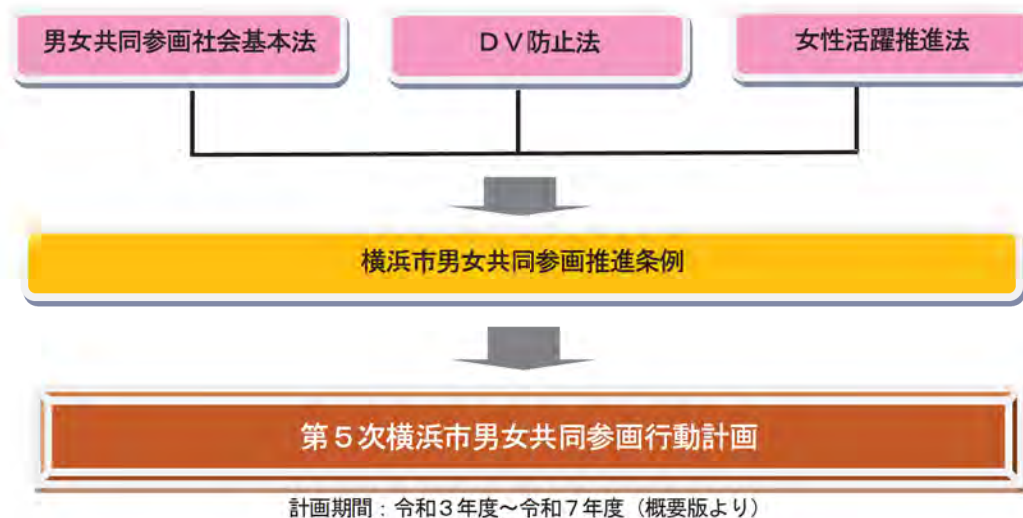 男女共同参画社会基本法
ＤＶ防止法
女性活躍推進法
横浜市男女共同参画推進条例
第５次横浜市男女共同参画行動計画
計画期間：令和３年度～令和７年度（概要版より）